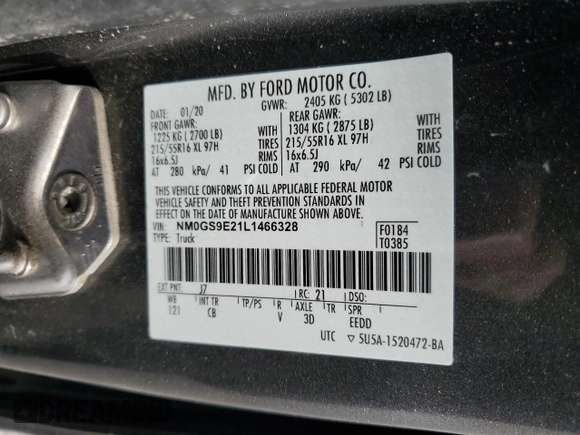 MFD. BY FORD MOTOR CO.
DATE: 01/20 GVWR: 2405 KG ( 5302 LB)
FRONT GAWR: REAR GAWR:
1225 KG ( 2700 LB) WITH 1304 KG ( 2875 LB) WITH
215/55R16 XL 97H TIRES 215/55R16 XL 97H TIRES
16x6.5J RIMS 16x6.5J RIMS
AT 280 kPa/ 41 PSI COLD AT 290 kPa/ 42 PSI COLD
THIS VEHICLE CONFORMS TO ALL APPLICABLE FEDERAL MOTOR
VEHICLE SAFETY AND THEFT PREVENTION STANDARDS IN
EFFECT ON THE DATE OF MANUFACTURE SHOWN ABOVE.
VIN: NM0GS9E21L1466328 F0184
TYPE: Truck T0385
EXT PNT: J7 RC: 21 DSO:
WB INT TR TP/PS R AXLE TR SPR
121 CB V 3D EEDD
UTC ▽ 5U5A-1520472-BA